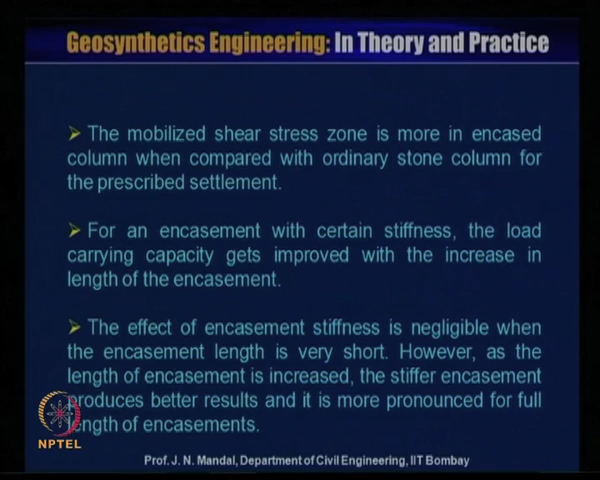 Geosynthetics Engineering: In Theory and Practice
➢ The mobilized shear stress zone is more in encased
column when compared with ordinary stone column for
the prescribed settlement.
➢ For an encasement with certain stiffness, the load
carrying capacity gets improved with the increase in
length of the encasement.
➢ The effect of encasement stiffness is negligible when
the encasement length is very short. However, as the
length of encasement is increased, the stiffer encasement
produces better results and it is more pronounced for full
length of encasements.
NPTEL
Prof. J. N. Mandal, Department of Civil Engineering, IIT Bombay